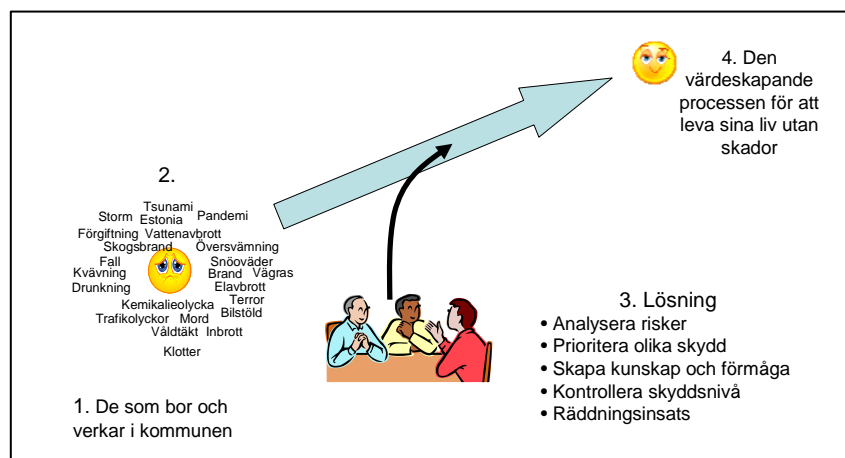 4. Den
värdeskapande
processen för att
leva sina liv utan
skador
2.
Tsunami
Storm Estonia Pandemi
Förgiftning Vattenavbrott
Skogsbrand Översvämning
Fall Snöoväder
Kvävning Brand Vägras
Drunkning Elavbrott
Kemikalieolycka Terror
Trafikolyckor Mord Bilstöld
Våldtäkt Inbrott
Klotter
1. De som bor och
verkar i kommunen
3. Lösning
• Analysera risker
• Prioritera olika skydd
• Skapa kunskap och förmåga
• Kontrollera skyddsnivå
• Räddningsinsats